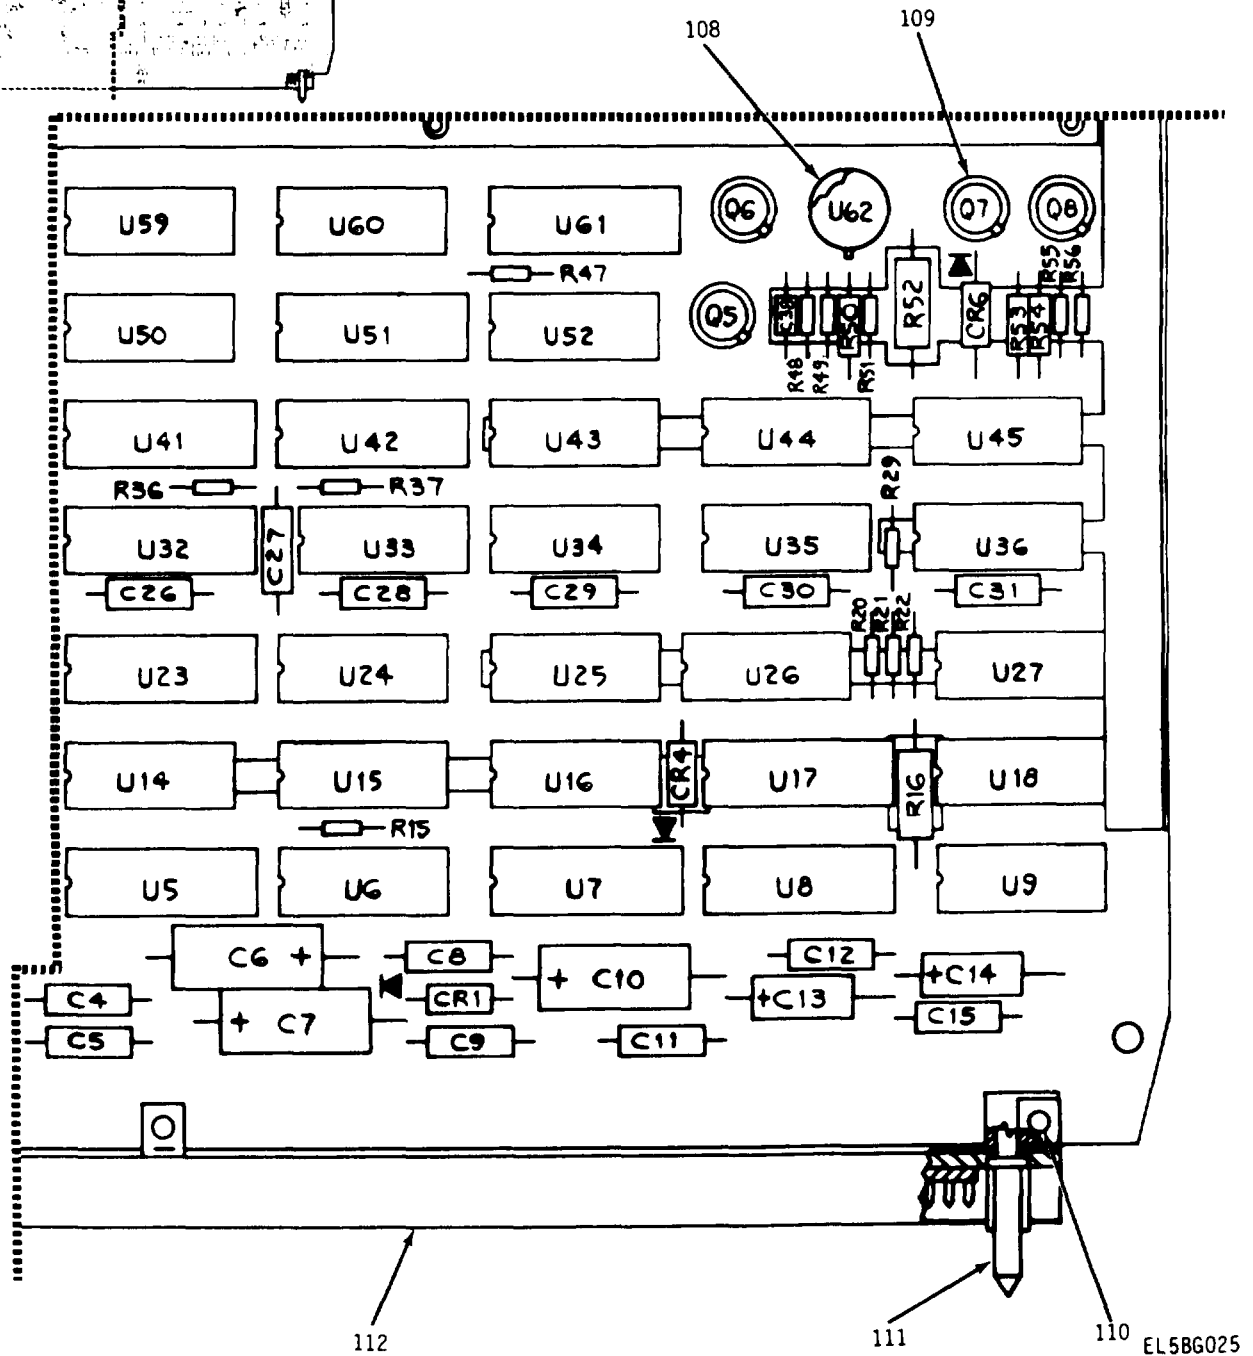 108
109
U59
U60
U61
Q6
U62
Q7
Q8
R47
R55
R56
U50
U51
U52
Q5
C38
R50
R52
CR6
R53
R54
R48
R49
R51
U41
U42
U43
U44
U45
R36
R37
R29
U32
C27
U33
U34
U35
U36
C26
C28
C29
C30
C31
R20
R21
R22
U23
U24
U25
U26
U27
U14
U15
U16
CR4
U17
R16
U18
R15
U5
U6
U7
U8
U9
C6 +
C8
+ C10
C12
+C14
C4
CR1
+C13
C5
+ C7
C9
C11
C15
112
111
110
EL5BG025